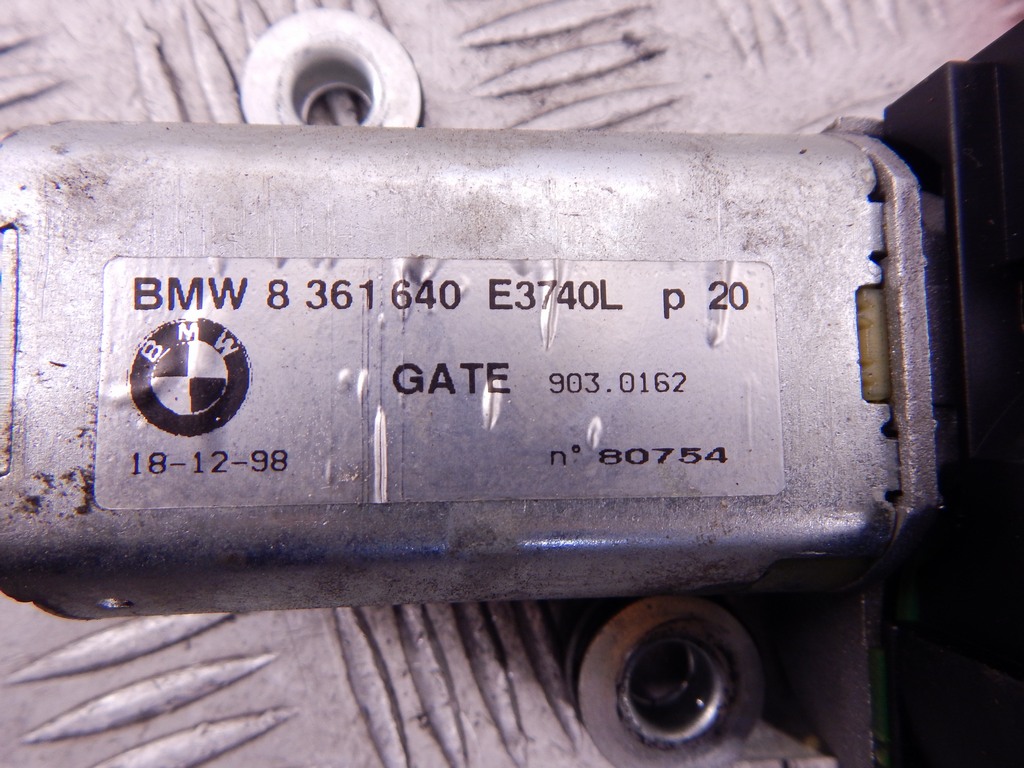 BMW 8 361 640 E3740L p 20
BMW
GATE 903.0162
18-12-98 n° 80754